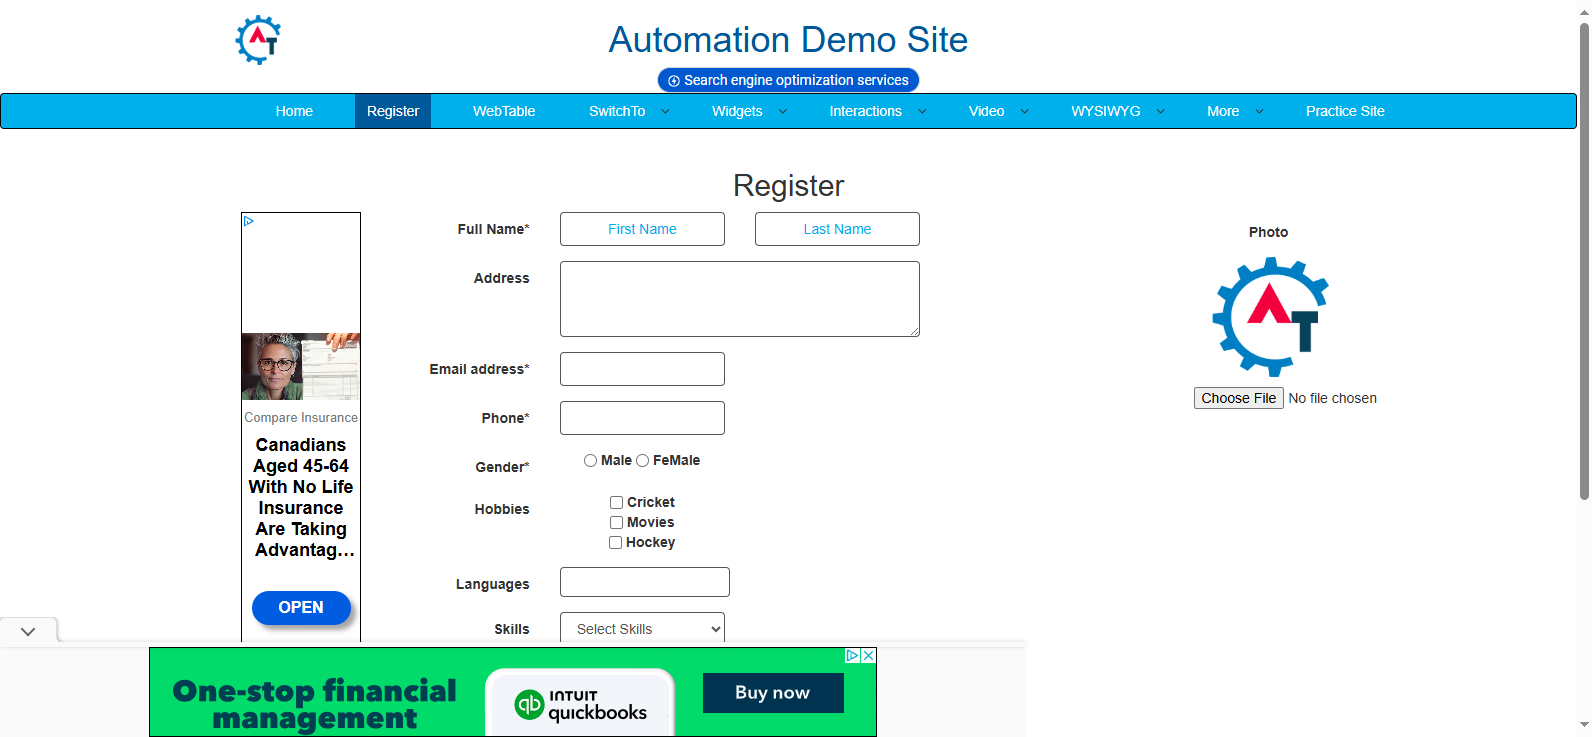 AT
Automation Demo Site
Search engine optimization services
Home Register WebTable SwitchTo Widgets Interactions Video WYSIWYG More Practice Site
Register
Full Name* First Name Last Name
Photo
Address
AT
Email address*
Choose File No file chosen
Phone*
Gender* Male FeMale
Hobbies Cricket
Movies
Hockey
Languages
Skills Select Skills
Compare Insurance
Canadians
Aged 45-64
With No Life
Insurance
Are Taking
Advantag...
OPEN
One-stop financial
management
qb INTUIT
quickbooks
Buy now